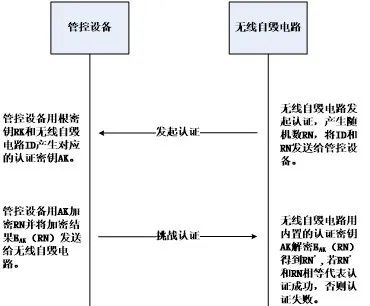 管控设备
无线自毁电路
管控设备用根密
钥RK和无线自毁
电路ID产生对应
的认证密钥AK。
发起认证
无线自毁电路发
起认证，产生随
机数RN，将ID和
RN发送给管控设
备。
管控设备用AK加
密RN并将加密结
果BAK（RN）发送
给无线自毁电
路。
挑战认证
无线自毁电路用
内置的认证密钥
AK解密BAK（RN）
得到RN'，若RN'
和RN相等代表认
证成功，否则认
证失败。